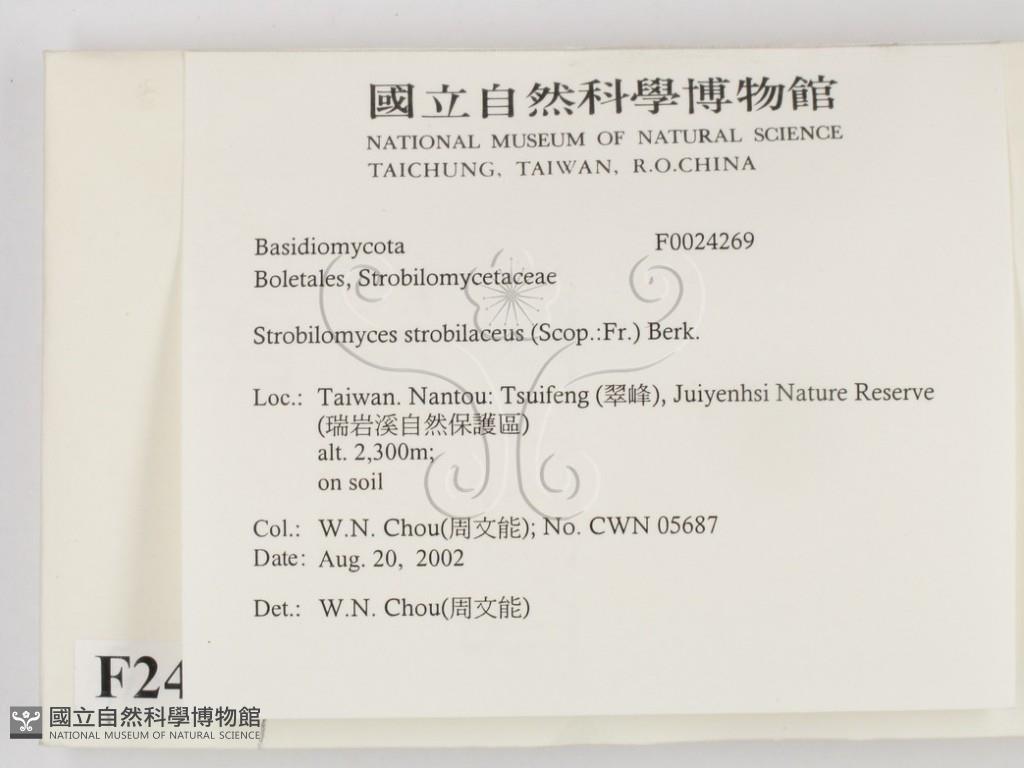 國立自然科學博物館
NATIONAL MUSEUM OF NATURAL SCIENCE
TAICHUNG, TAIWAN, R.O.CHINA
Basidiomycota F0024269
Boletales, Strobilomycetaceae
Strobilomyces strobilaceus (Scop.:Fr.) Berk.
Loc.: Taiwan. Nantou: Tsuifeng (翠峰), Juiyenhsi Nature Reserve
(瑞岩溪自然保護區)
alt. 2,300m;
on soil
Col.: W.N. Chou(周文能); No. CWN 05687
Date: Aug. 20, 2002
Det.: W.N. Chou(周文能)
F24
國立自然科學博物館
NATIONAL MUSEUM OF NATURAL SCIENCE